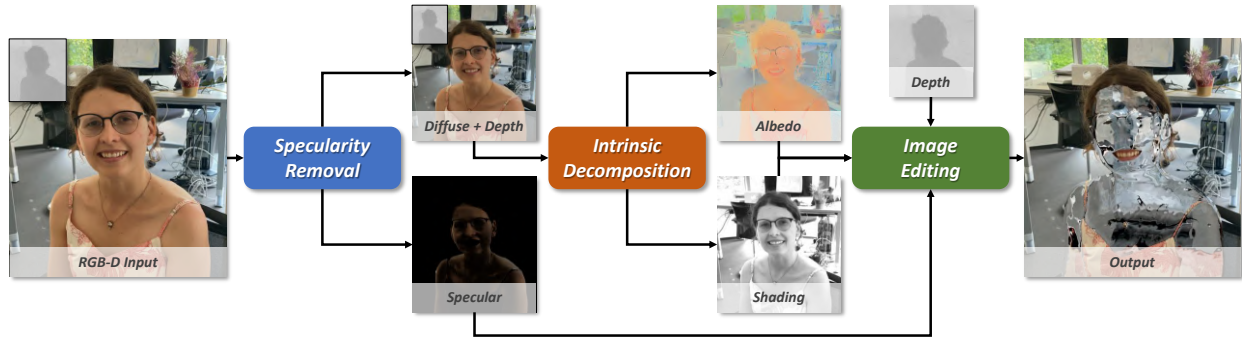 RGB-D Input
Specularity
Removal
Diffuse + Depth
Specular
Intrinsic
Decomposition
Albedo
Shading
Depth
Image
Editing
Output